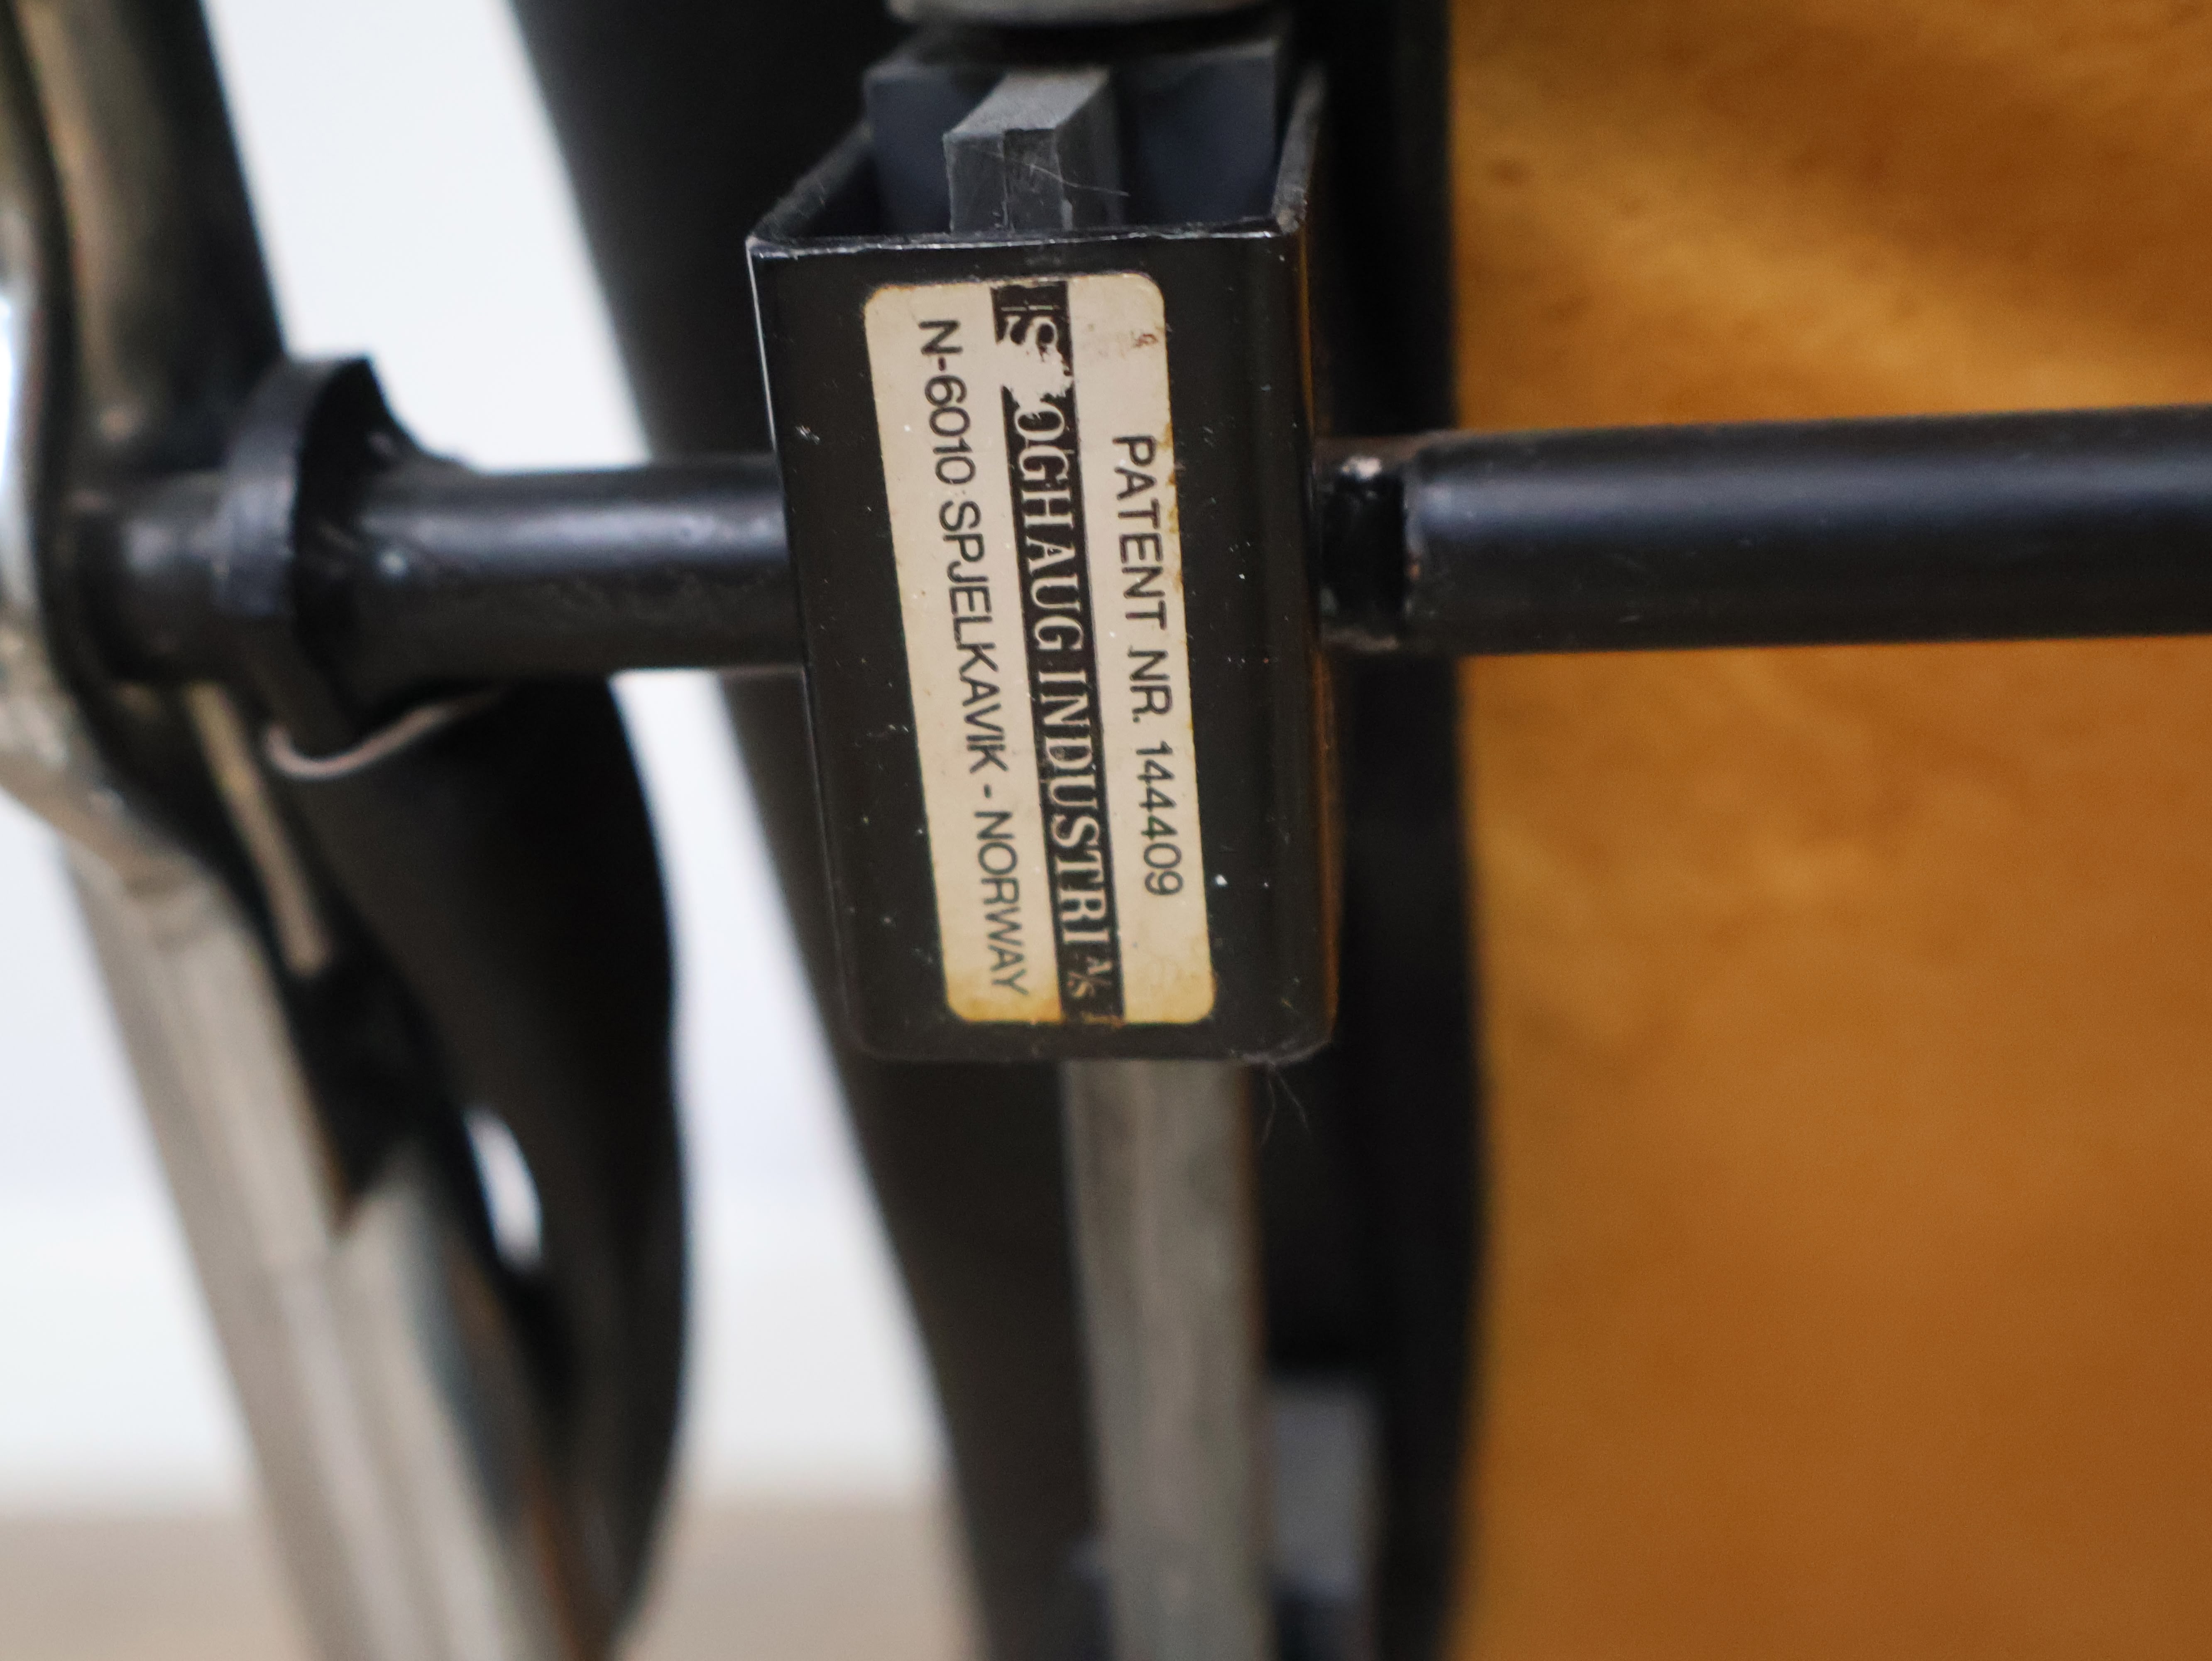 PATENT NR. 144409
OGHAUG INDUSTRI A/S
N-6010 SPJELKAVIK - NORWAY